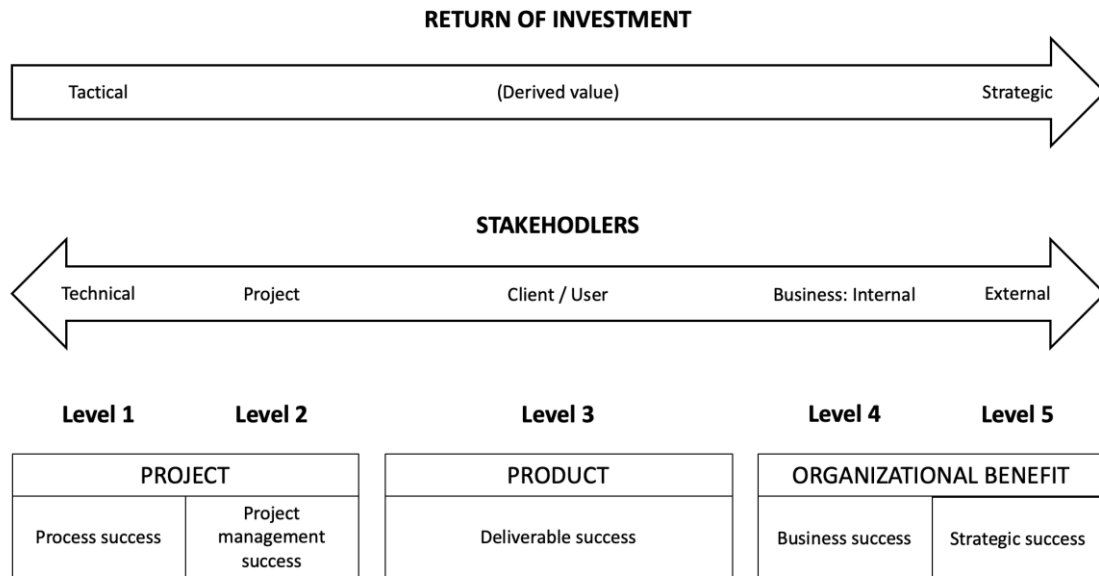 RETURN OF INVESTMENT
Tactical (Derived value) Strategic
STAKEHODLERS
Technical Project Client / User Business: Internal External
Level 1 Level 2 Level 3 Level 4 Level 5
PROJECT PRODUCT ORGANIZATIONAL BENEFIT
Process success
Project
management
success
Deliverable success
Business success
Strategic success